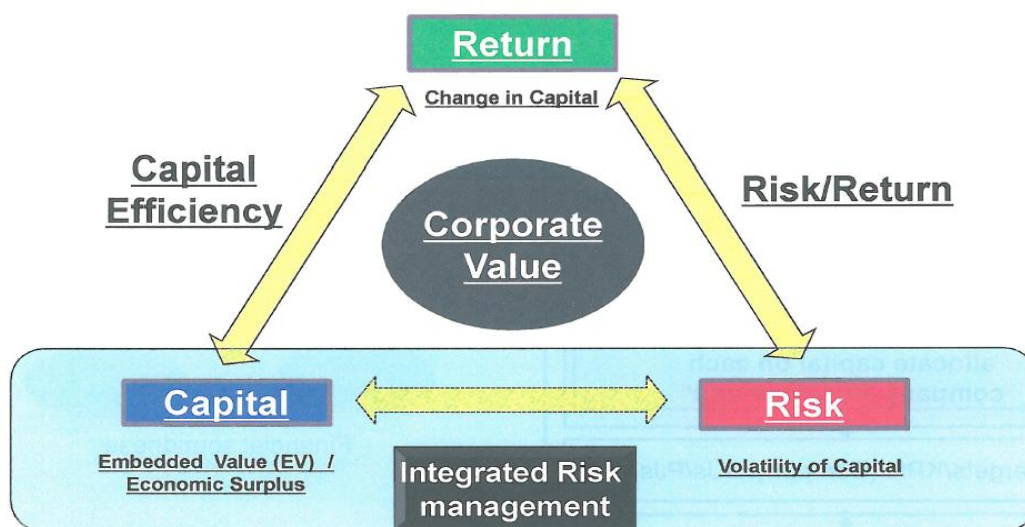 Return
Change in Capital
Capital
Efficiency
Risk/Return
Corporate
Value
Capital
Risk
Embedded Value (EV) /
Economic Surplus
Integrated Risk
management
Volatility of Capital